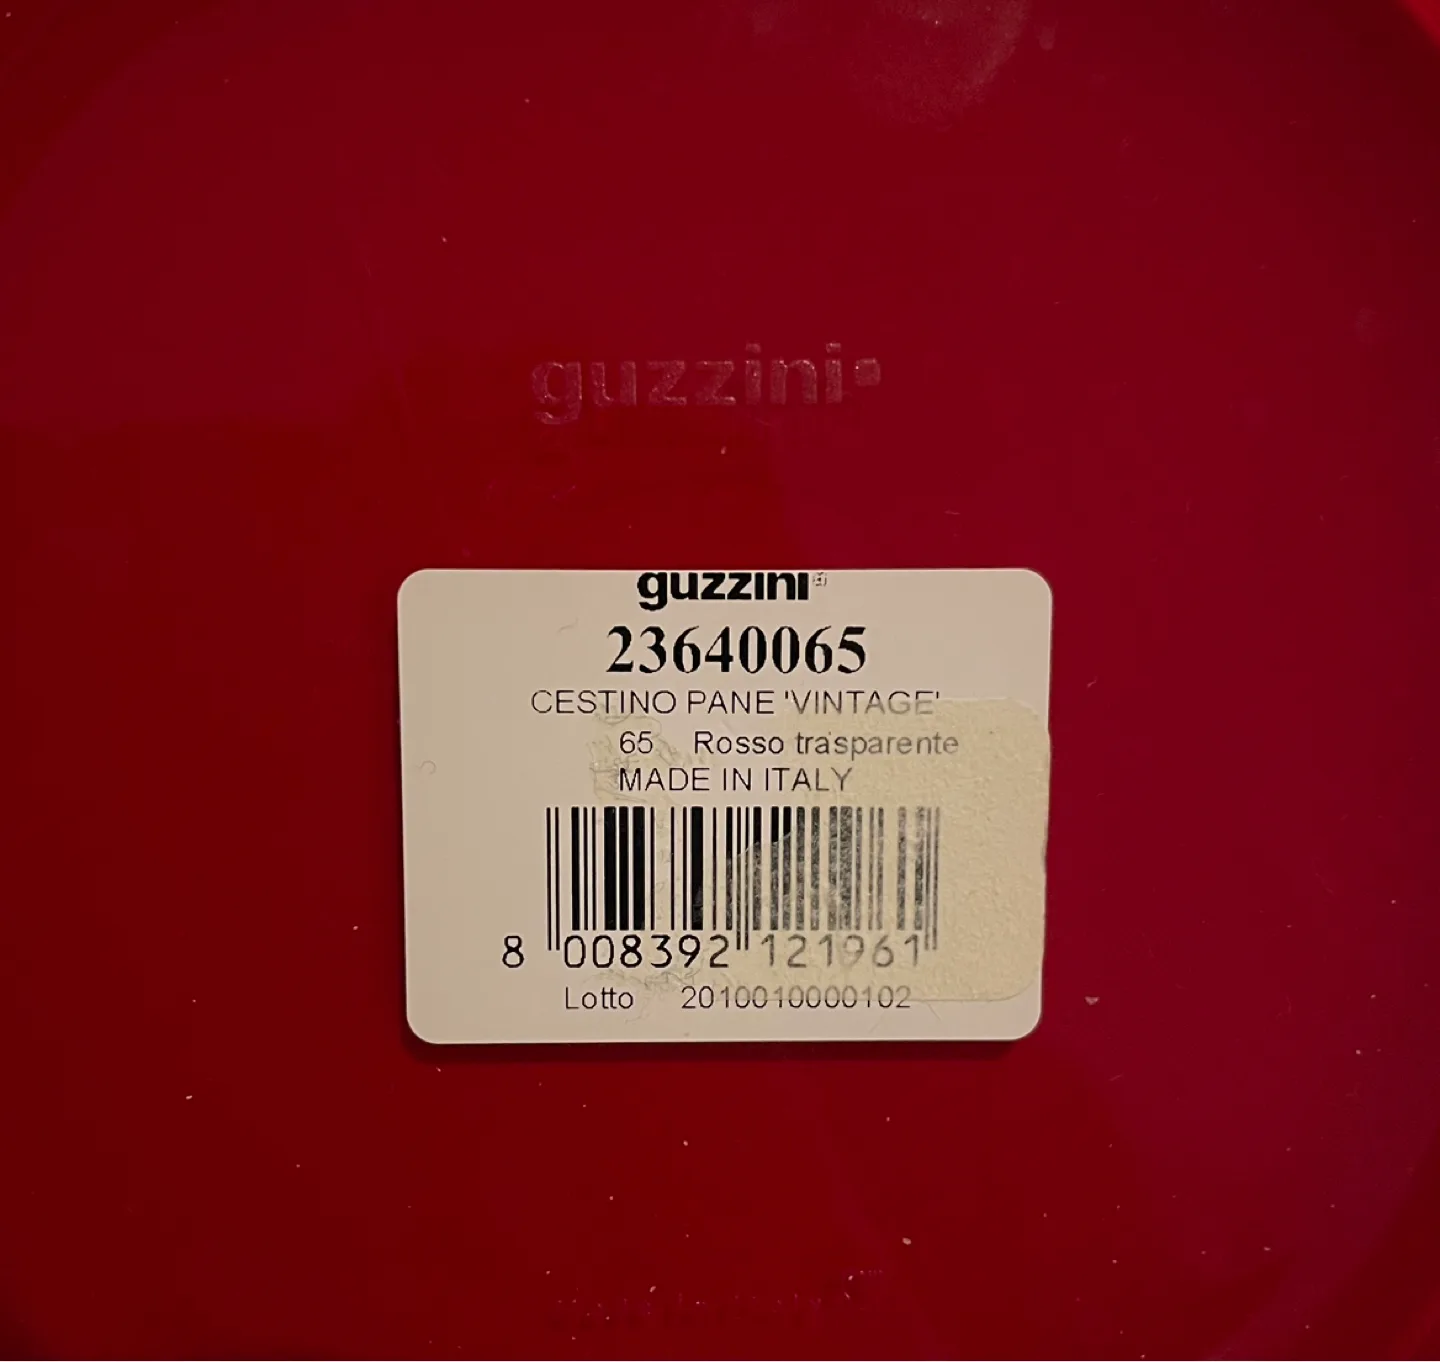 guzzini
guzzini®
23640065
CESTINO PANE 'VINTAGE'
65 Rosso trasparente
MADE IN ITALY
8 008392 121961
Lotto 2010010000102